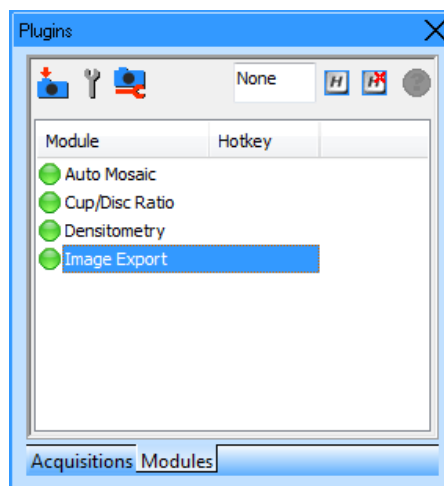 Plugins
None
H H
Module Hotkey
Auto Mosaic
Cup/Disc Ratio
Densitometry
Image Export
Acquisitions Modules